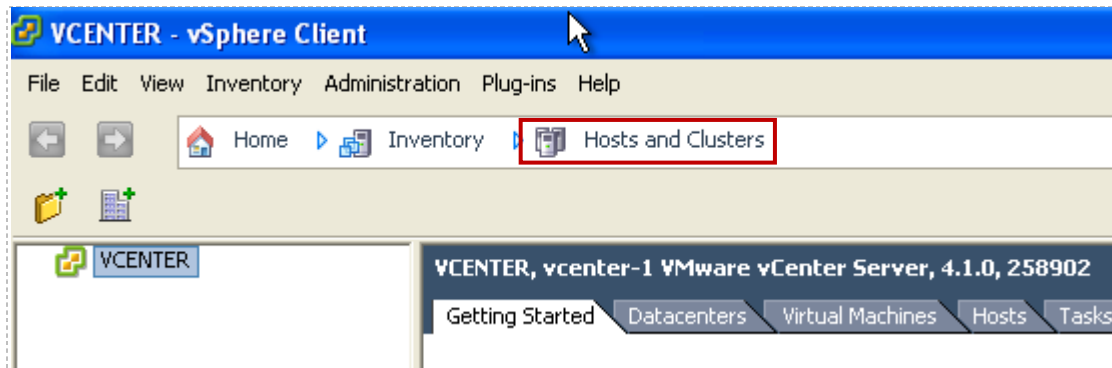 VCENTER - vSphere Client
File Edit View Inventory Administration Plug-ins Help
Home Inventory Hosts and Clusters
VCENTER
VCENTER, vcenter-1 VMware vCenter Server, 4.1.0, 258902
Getting Started Datacenters Virtual Machines Hosts Tasks